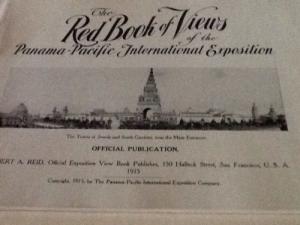 The
Red Book of Views
of the
Panama-Pacific International Exposition
The Tower of Jewels and South Gardens, from the Main Entrance.
OFFICIAL PUBLICATION.
ERT A. REID, Official Exposition View Book Publisher, 150 Halleck Street, San Francisco, U. S. A.
1915
Copyright, 1915, by The Panama-Pacific International Exposition Company.